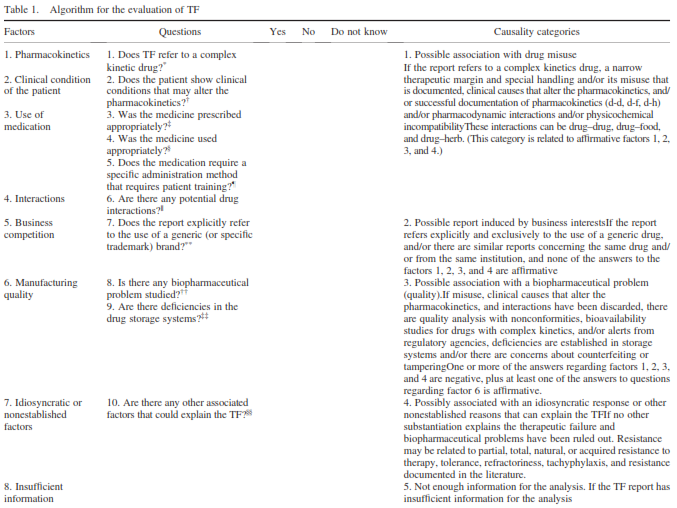 Table 1. Algorithm for the evaluation of TF
Factors Questions Yes No Do not know Causality categories
1. Pharmacokinetics
1. Does TF refer to a complex
kinetic drug?*
2. Clinical condition
of the patient
2. Does the patient show clinical
conditions that may alter the
pharmacokinetics?†
3. Use of
medication
3. Was the medicine prescribed
appropriately?‡
4. Was the medicine used
appropriately?§
5. Does the medication require a
specific administration method
that requires patient training?¶
4. Interactions
6. Are there any potential drug
interactions?‖
1. Possible association with drug misuse
If the report refers to a complex kinetics drug, a narrow
therapeutic margin and special handling and/or its misuse that
is documented, clinical causes that alter the pharmacokinetics, and/
or successful documentation of pharmacokinetics (d-d, d-f, d-h)
and/or pharmacodynamic interactions and/or physicochemical
incompatibilityThese interactions can be drug–drug, drug–food,
and drug–herb. (This category is related to affirmative factors 1, 2,
3, and 4.)
5. Business
competition
7. Does the report explicitly refer
to the use of a generic (or specific
trademark) brand?**
2. Possible report induced by business interestsIf the report
refers explicitly and exclusively to the use of a generic drug,
and/or there are similar reports concerning the same drug and/
or from the same institution, and none of the answers to the
factors 1, 2, 3, and 4 are affirmative
6. Manufacturing
quality
8. Is there any biopharmaceutical
problem studied?††
9. Are there deficiencies in the
drug storage systems?‡‡
3. Possible association with a biopharmaceutical problem
(quality).If misuse, clinical causes that alter the
pharmacokinetics, and interactions have been discarded, there
are quality analysis with nonconformities, bioavailability
studies for drugs with complex kinetics, and/or alerts from
regulatory agencies, deficiencies are established in storage
systems and/or there are concerns about counterfeiting or
tamperingOne or more of the answers regarding factors 1, 2, 3,
and 4 are negative, plus at least one of the answers to questions
regarding factor 6 is affirmative.
7. Idiosyncratic or
nonestablished
factors
10. Are there any other associated
factors that could explain the TF?§§
4. Possibly associated with an idiosyncratic response or other
nonestablished reasons that can explain the TFIf no other
substantiation explains the therapeutic failure and
biopharmaceutical problems have been ruled out. Resistance
may be related to partial, total, natural, or acquired resistance to
therapy, tolerance, refractoriness, tachyphylaxis, and resistance
documented in the literature.
8. Insufficient
information
5. Not enough information for the analysis. If the TF report has
insufficient information for the analysis